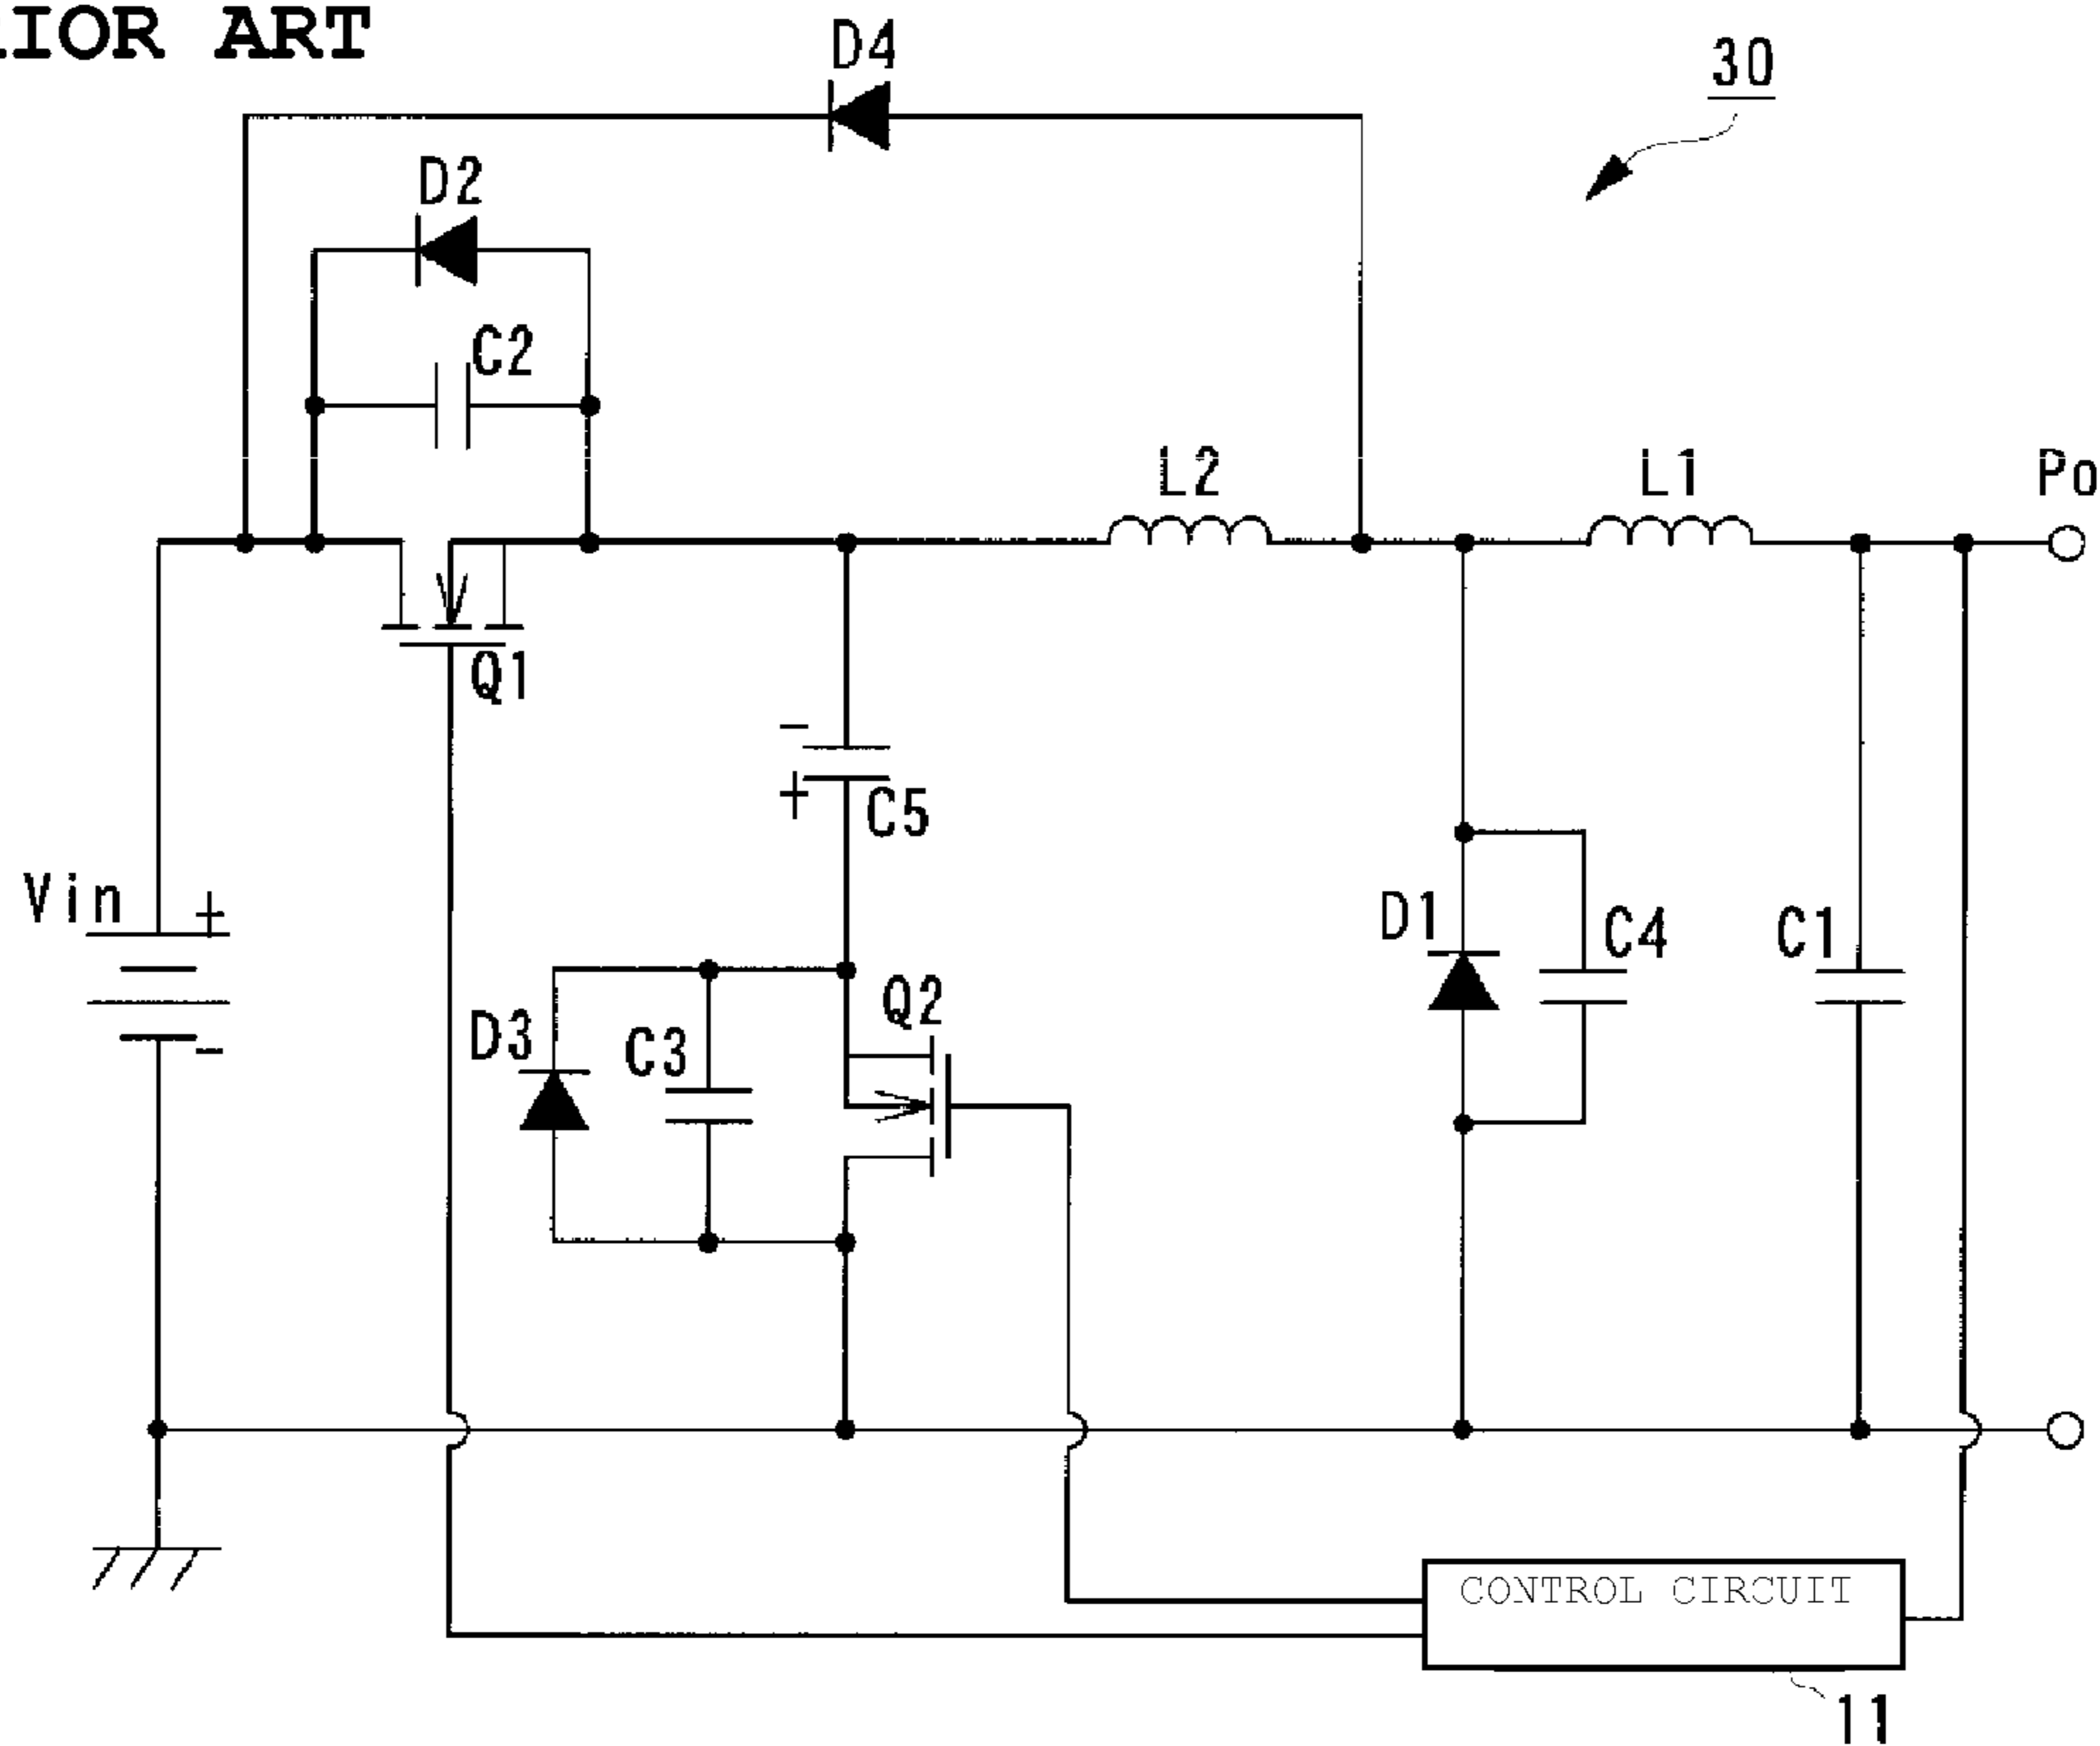 RIOR ART
D4
30
D2
C2
L2
L1
Po
Q1
-
+
C5
Vin
+
-
D1
C4
C1
Q2
D3
C3
CONTROL CIRCUIT
11